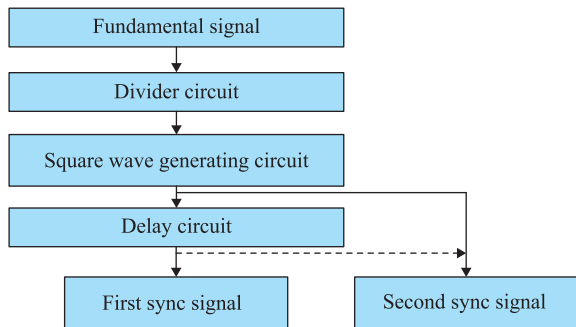 Fundamental signal
Divider circuit
Square wave generating circuit
Delay circuit
First sync signal
Second sync signal